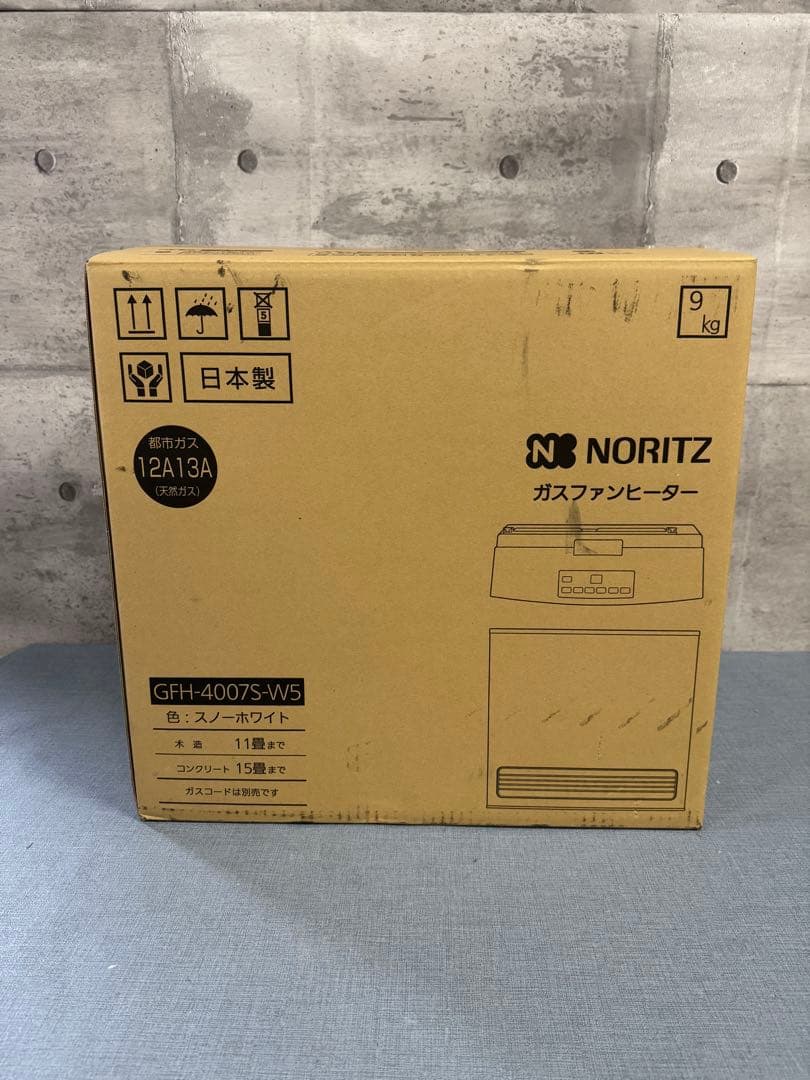 5
9
kg
日本製
都市ガス
12A13A
(天然ガス)
NORITZ
ガスファンヒーター
GFH-4007S-W5
色:スノーホワイト
木 造 11畳まで
コンクリート 15畳まで
ガスコードは別売です